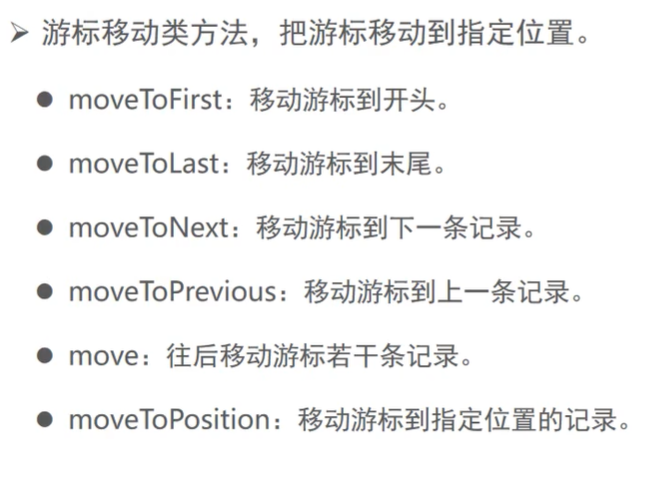 ➢ 游标移动类方法，把游标移动到指定位置。
● moveToFirst：移动游标到开头。
● moveToLast：移动游标到末尾。
● moveToNext：移动游标到下一条记录。
● moveToPrevious：移动游标到上一条记录。
● move：往后移动游标若干条记录。
● moveToPosition：移动游标到指定位置的记录。